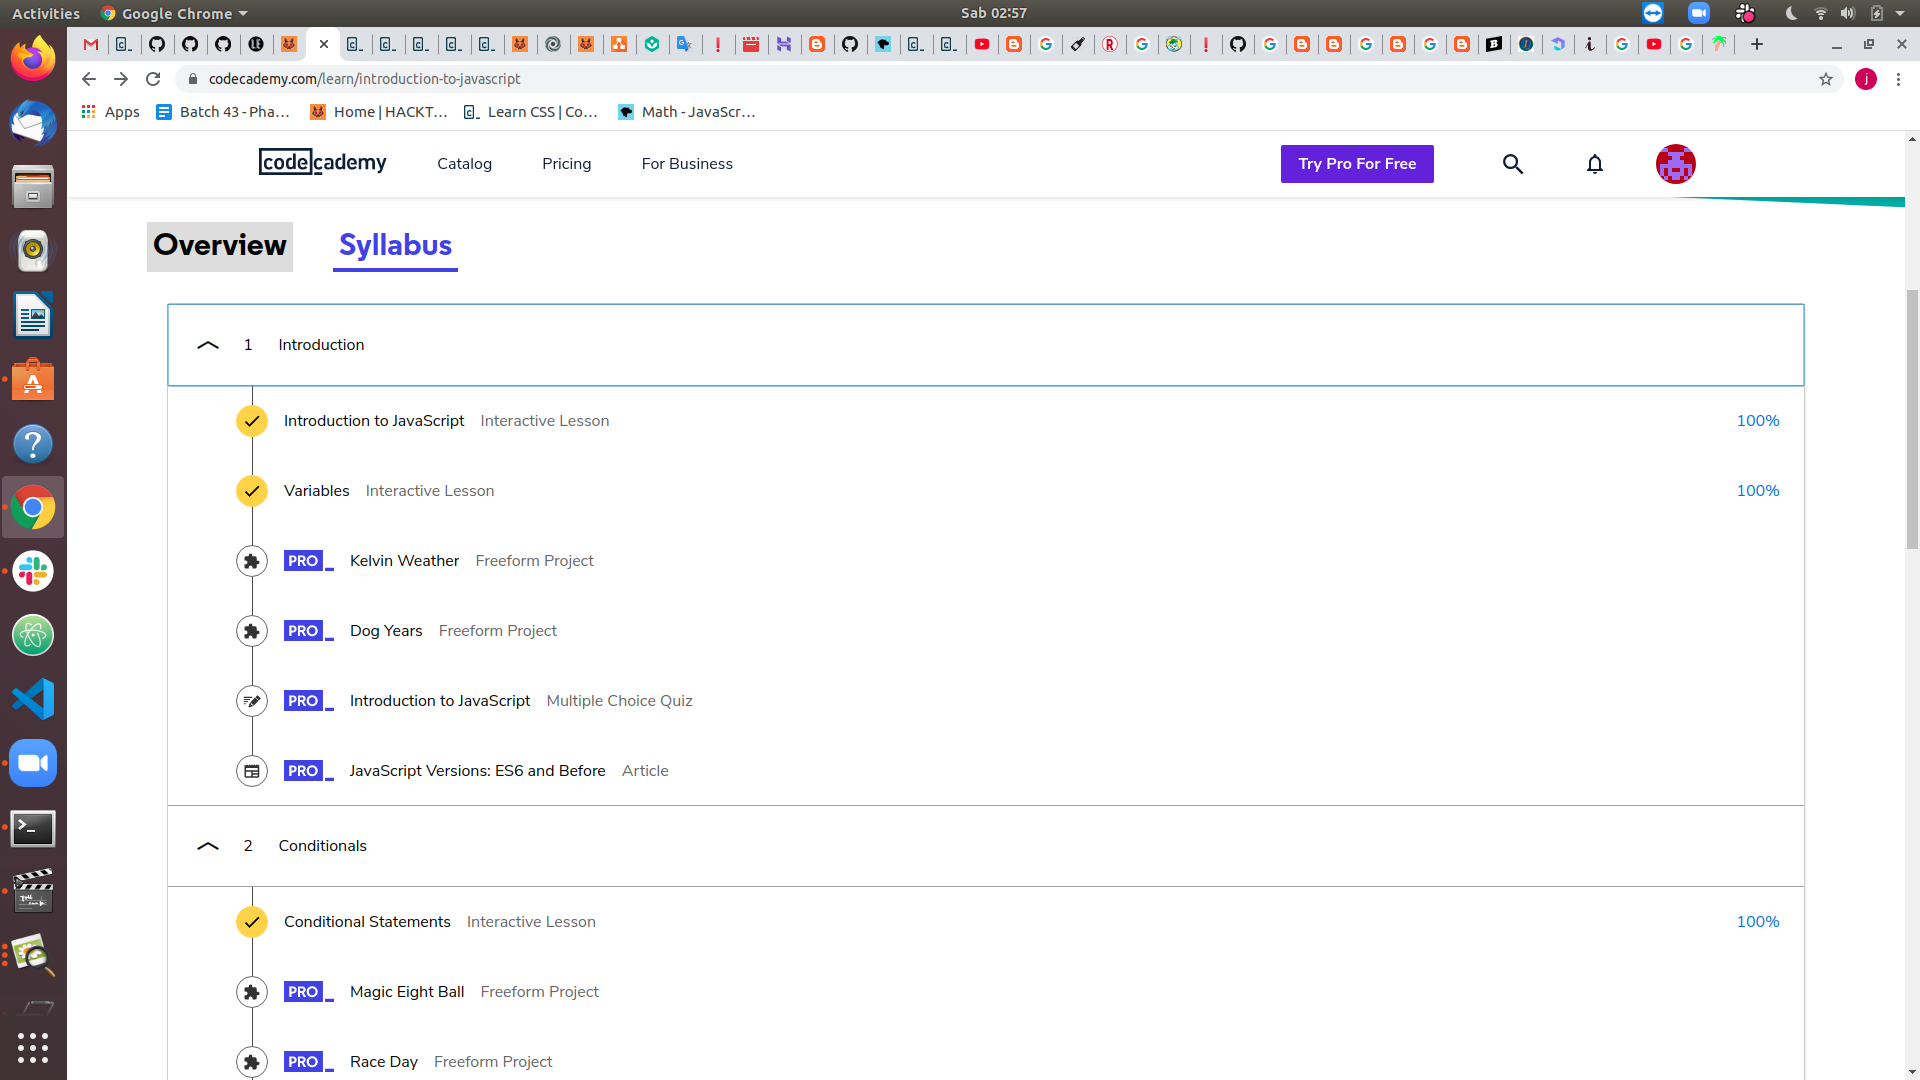 Activities Google Chrome Sab 02:57
codecademy.com/learn/introduction-to-javascript j
Apps Batch 43 - Pha... Home | HACKT... Learn CSS | Co... Math - JavaScr...
codecademy Catalog Pricing For Business Try Pro For Free
Overview Syllabus
1 Introduction
Introduction to JavaScript Interactive Lesson 100%
Variables Interactive Lesson 100%
PRO Kelvin Weather Freeform Project
PRO Dog Years Freeform Project
PRO Introduction to JavaScript Multiple Choice Quiz
PRO JavaScript Versions: ES6 and Before Article
2 Conditionals
Conditional Statements Interactive Lesson 100%
PRO Magic Eight Ball Freeform Project
PRO Race Day Freeform Project